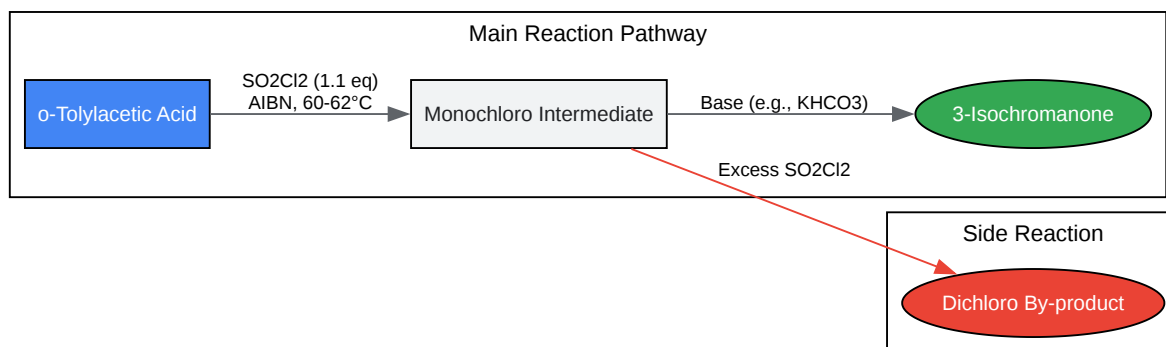 Main Reaction Pathway
o-Tolylacetic Acid
SO2Cl2 (1.1 eq)
AIBN, 60-62°C
Monochloro Intermediate
Base (e.g., KHCO3)
3-Isochromanone
Excess SO2Cl2
Side Reaction
Dichloro By-product